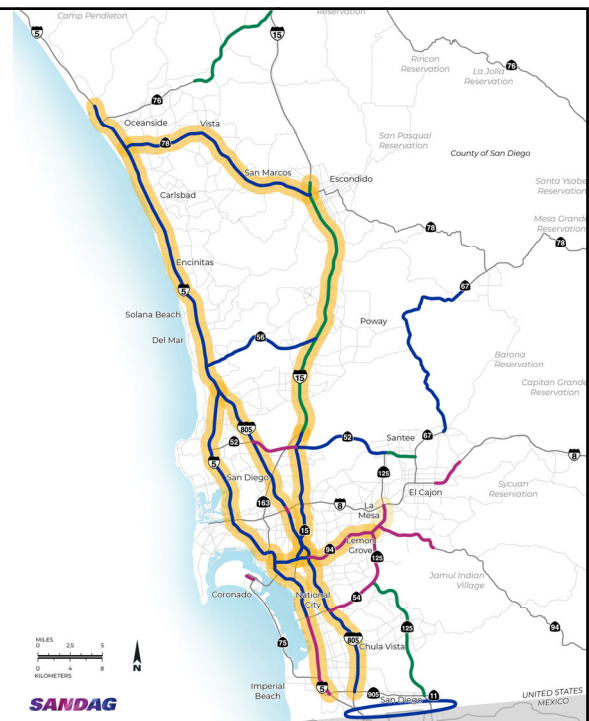 Camp Pendleton
Reservation
5
15
Rincon
Reservation
La Jolla
Reservation
76
76
Oceanside
Vista
78
San Pasqual
Reservation
County of San Diego
San Marcos
Escondido
Santa Ysabel
Reservation
Carlsbad
Mesa Grande
Reservation
78
78
Encinitas
67
5
Solana Beach
Poway
Del Mar
56
Barona
Reservation
15
Capitan Grande
Reservation
805
52
52
Santee
67
8
5
San Diego
125
Sycuan
Reservation
El Cajon
163
8
La
Mesa
15
94
Lemon
Grove
125
Jamul Indian
Village
Coronado
National
City
54
94
75
805
125
Chula Vista
MILES
0 2.5 5
0 4 8
KILOMETERS
N
Imperial
Beach
5
905
San Diego
11
UNITED STATES
MEXICO
SANDAG